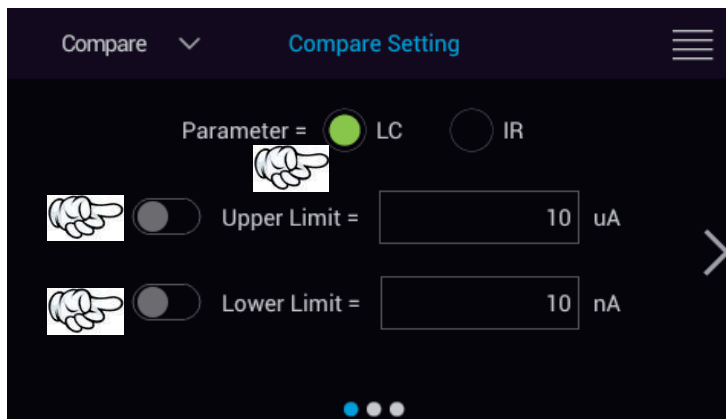 Compare Compare Setting
Parameter = LC IR
Upper Limit = 10 uA
Lower Limit = 10 nA